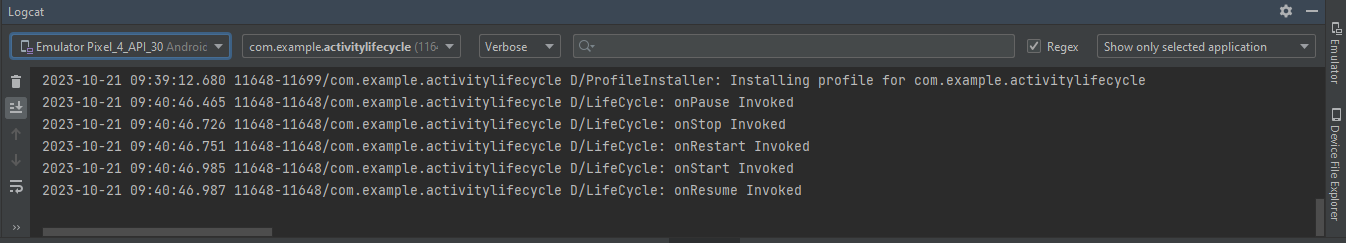 Logcat
Emulator Pixel_4_API_30 Androic com.example.activitylifecycle (1164 Verbose Regex Show only selected application
2023-10-21 09:39:12.680 11648-11699/com.example.activitylifecycle D/ProfileInstaller: Installing profile for com.example.activitylifecycle
2023-10-21 09:40:46.465 11648-11648/com.example.activitylifecycle D/LifeCycle: onPause Invoked
2023-10-21 09:40:46.726 11648-11648/com.example.activitylifecycle D/LifeCycle: onStop Invoked
2023-10-21 09:40:46.751 11648-11648/com.example.activitylifecycle D/LifeCycle: onRestart Invoked
2023-10-21 09:40:46.985 11648-11648/com.example.activitylifecycle D/LifeCycle: onStart Invoked
2023-10-21 09:40:46.987 11648-11648/com.example.activitylifecycle D/LifeCycle: onResume Invoked
Emulator
Device File Explorer